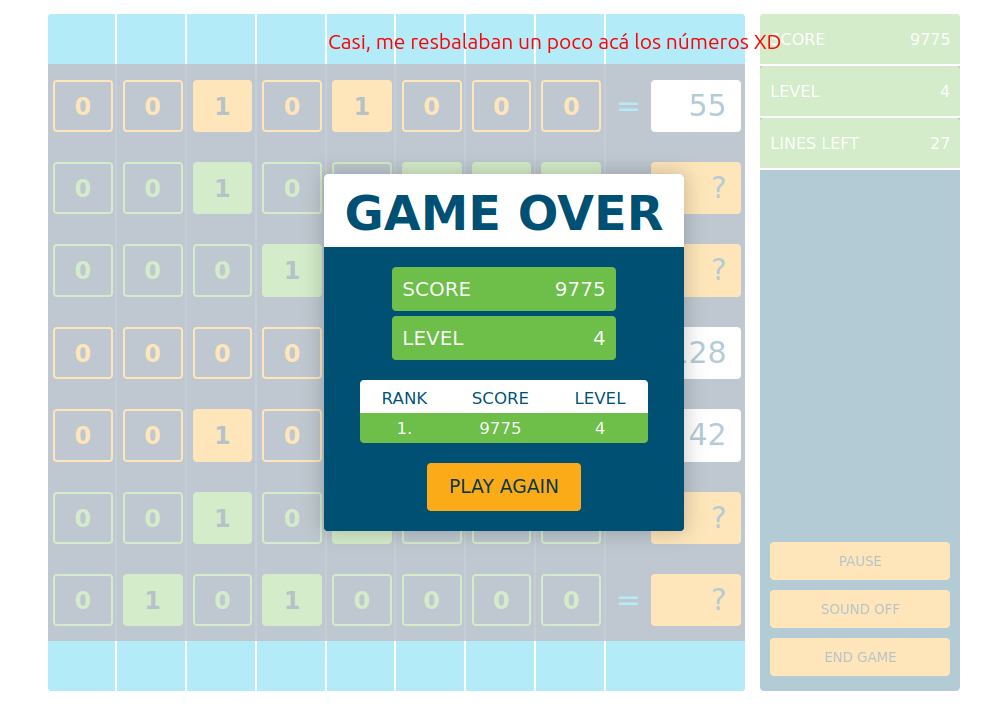 Casi, me resbalaban un poco acá los números XD
SCORE 9775
LEVEL 4
LINES LEFT 27
0 0 1 0 1 0 0 0 = 55
0 0 1 0 ?
0 0 0 1 ?
0 0 0 0 28
0 0 1 0 42
0 0 1 0 ?
0 1 0 1 0 0 0 0 = ?
GAME OVER
SCORE 9775
LEVEL 4
RANK SCORE LEVEL
1. 9775 4
PLAY AGAIN
PAUSE
SOUND OFF
END GAME